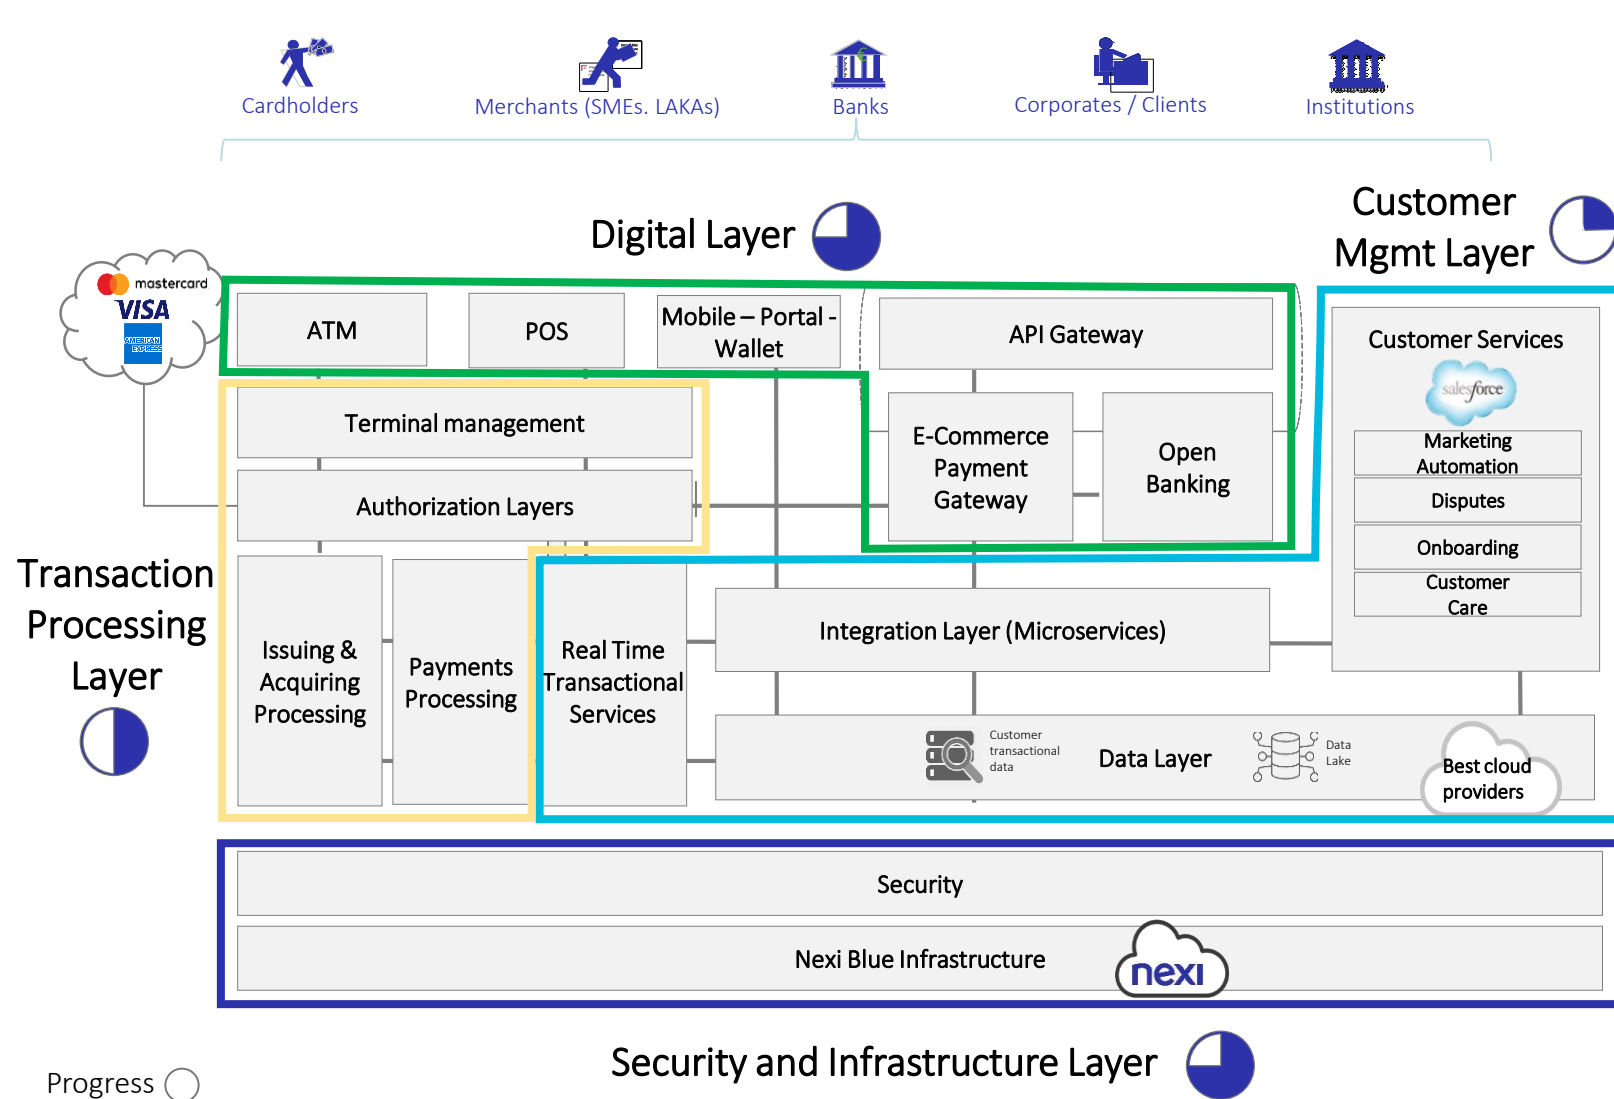 Cardholders
Merchants (SMEs. LAKAs)
Banks
Corporates / Clients
Institutions
Digital Layer
Customer
Mgmt Layer
mastercard
VISA
AMERICAN
EXPRESS
ATM
POS
Mobile – Portal -
Wallet
API Gateway
Customer Services
salesforce
Marketing
Automation
Disputes
Onboarding
Customer
Care
Terminal management
Authorization Layers
E-Commerce
Payment
Gateway
Open
Banking
Transaction
Processing
Layer
Issuing &
Acquiring
Processing
Payments
Processing
Real Time
Transactional
Services
Integration Layer (Microservices)
Customer
transactional
data
Data Layer
Data
Lake
Best cloud
providers
Security
Nexi Blue Infrastructure
nexi
Security and Infrastructure Layer
Progress